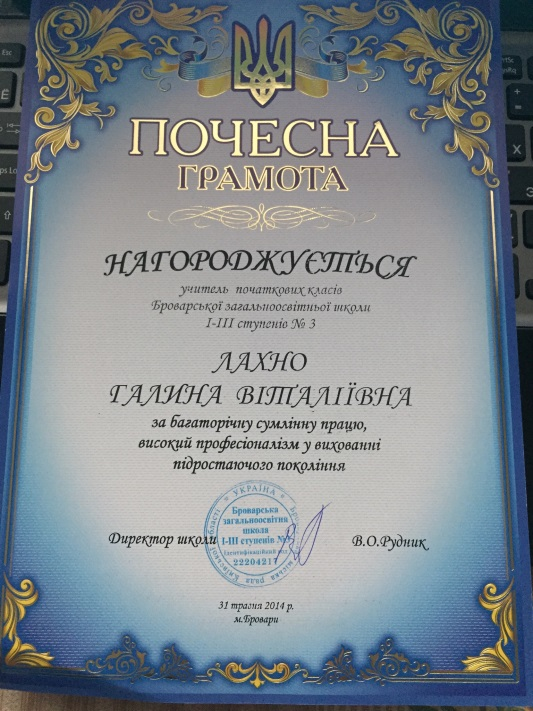 ПОЧЕСНА
ГРАМОТА
НАГОРОДЖУЄТЬСЯ
учитель початкових класів
Броварської загальноосвітньої школи
І-ІІІ ступенів № 3
ЛАХНО
ГАЛИНА ВІТАЛІЇВНА
за багаторічну сумлінну працю,
високий професіоналізм у вихованні
підростаючого покоління
УКРАЇНА
Броварська
загальноосвітня
школа
І-ІІІ ступенів №3
Ідентифікаційний код
22204217
Директор школи
В.О.Рудник
31 травня 2014 р.
м.Бровари